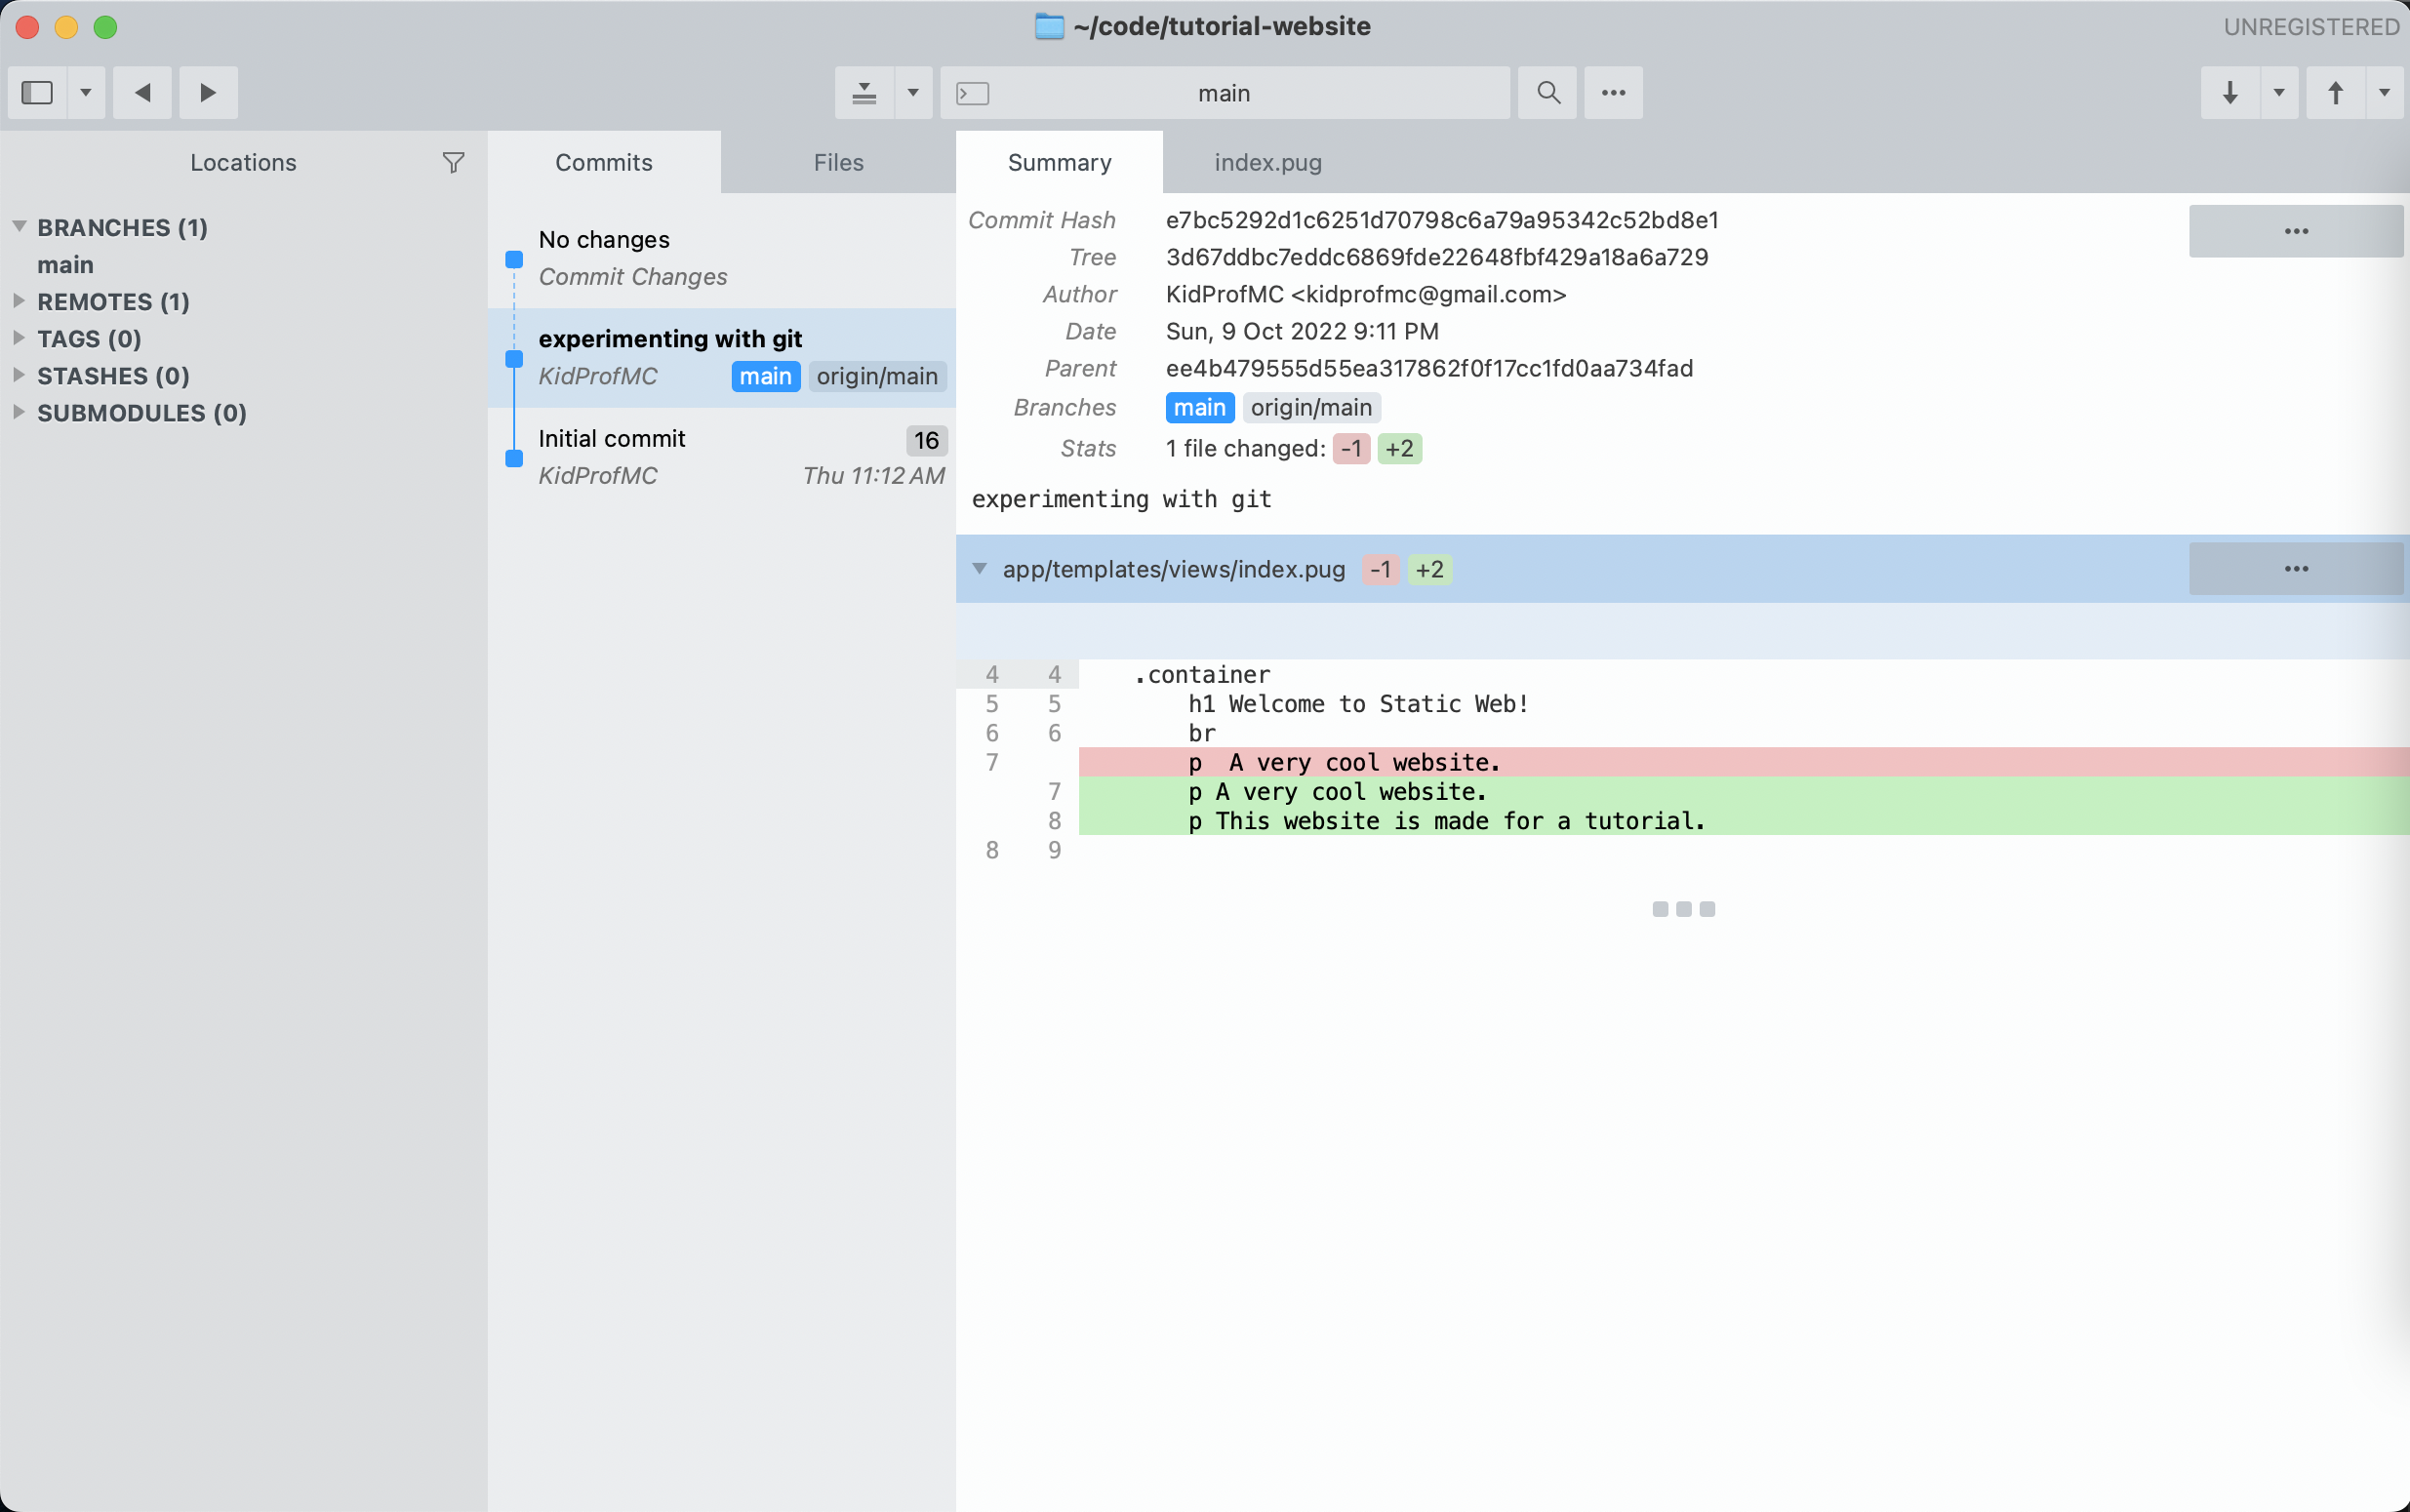 ~/code/tutorial-website
UNREGISTERED
main
Locations
BRANCHES (1)
main
REMOTES (1)
TAGS (0)
STASHES (0)
SUBMODULES (0)
Commits
Files
No changes
Commit Changes
experimenting with git
KidProfMC main origin/main
Initial commit 16
KidProfMC Thu 11:12 AM
Summary
index.pug
Commit Hash e7bc5292d1c6251d70798c6a79a95342c52bd8e1
Tree 3d67ddbc7eddc6869fde22648fbf429a18a6a729
Author KidProfMC <kidprofmc@gmail.com>
Date Sun, 9 Oct 2022 9:11 PM
Parent ee4b479555d55ea317862f0f17cc1fd0aa734fad
Branches main origin/main
Stats 1 file changed: -1 +2
experimenting with git
app/templates/views/index.pug -1 +2
4 4 .container
5 5 h1 Welcome to Static Web!
6 6 br
7 p  A very cool website.
7 p A very cool website.
8 p This website is made for a tutorial.
8 9